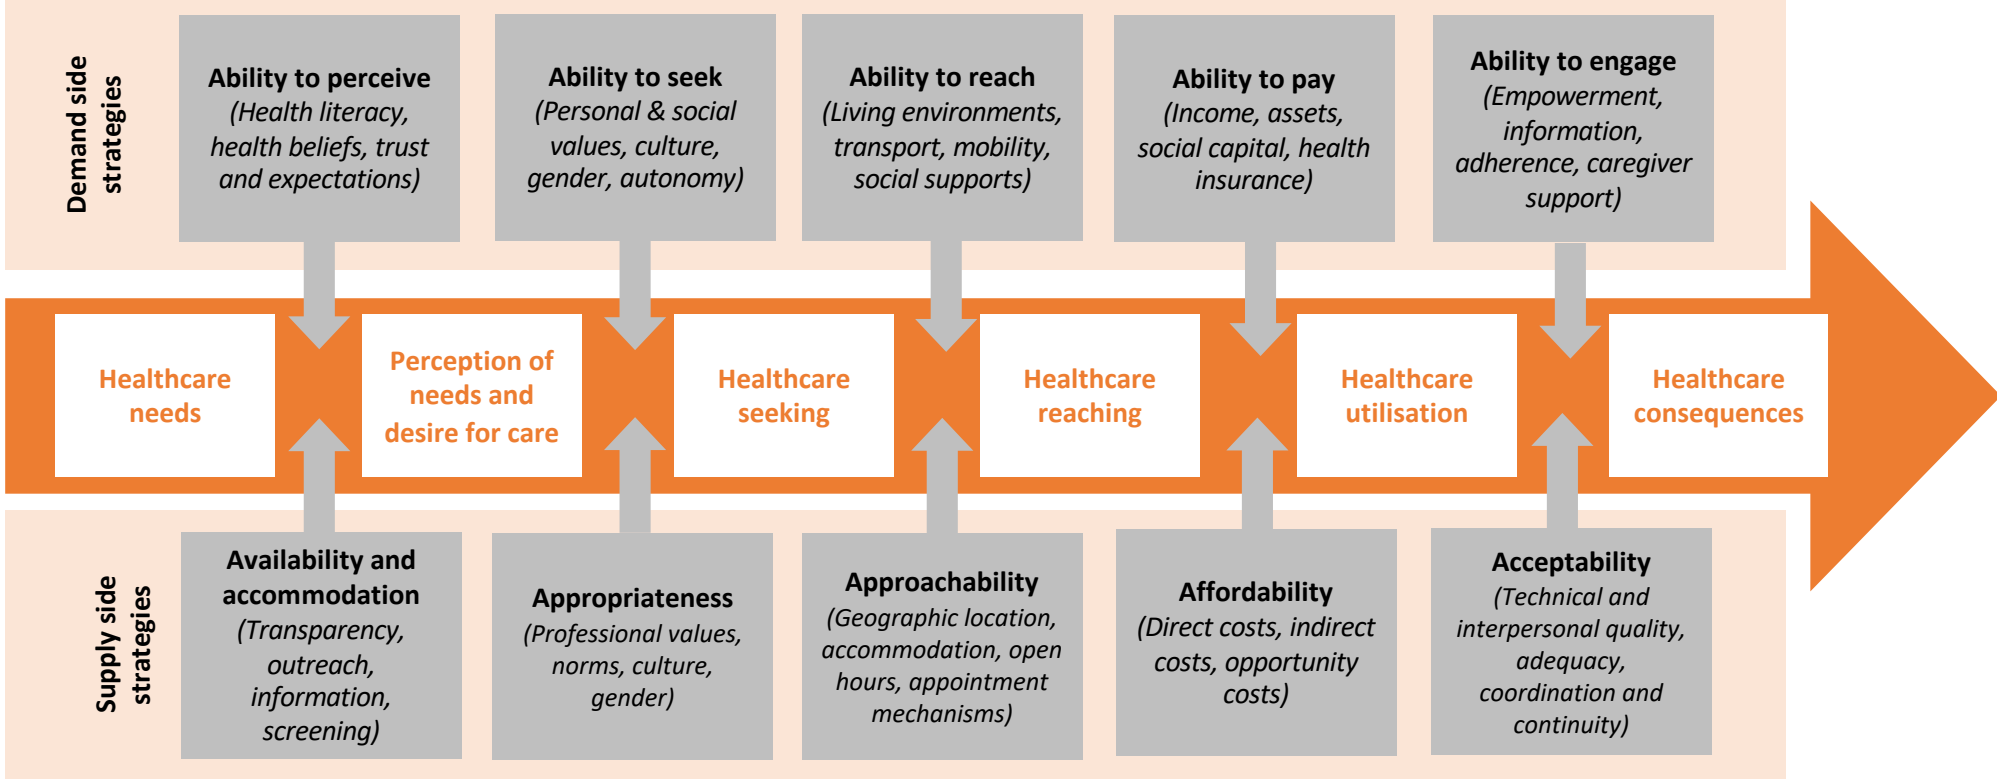 Demand side
strategies
Ability to perceive
(Health literacy,
health beliefs, trust
and expectations)
Ability to seek
(Personal & social
values, culture,
gender, autonomy)
Ability to reach
(Living environments,
transport, mobility,
social supports)
Ability to pay
(Income, assets,
social capital, health
insurance)
Ability to engage
(Empowerment,
information,
adherence, caregiver
support)
Healthcare
needs
Perception of
needs and
desire for care
Healthcare
seeking
Healthcare
reaching
Healthcare
utilisation
Healthcare
consequences
Supply side
strategies
Availability and
accommodation
(Transparency,
outreach,
information,
screening)
Appropriateness
(Professional values,
norms, culture,
gender)
Approachability
(Geographic location,
accommodation, open
hours, appointment
mechanisms)
Affordability
(Direct costs, indirect
costs, opportunity
costs)
Acceptability
(Technical and
interpersonal quality,
adequacy,
coordination and
continuity)